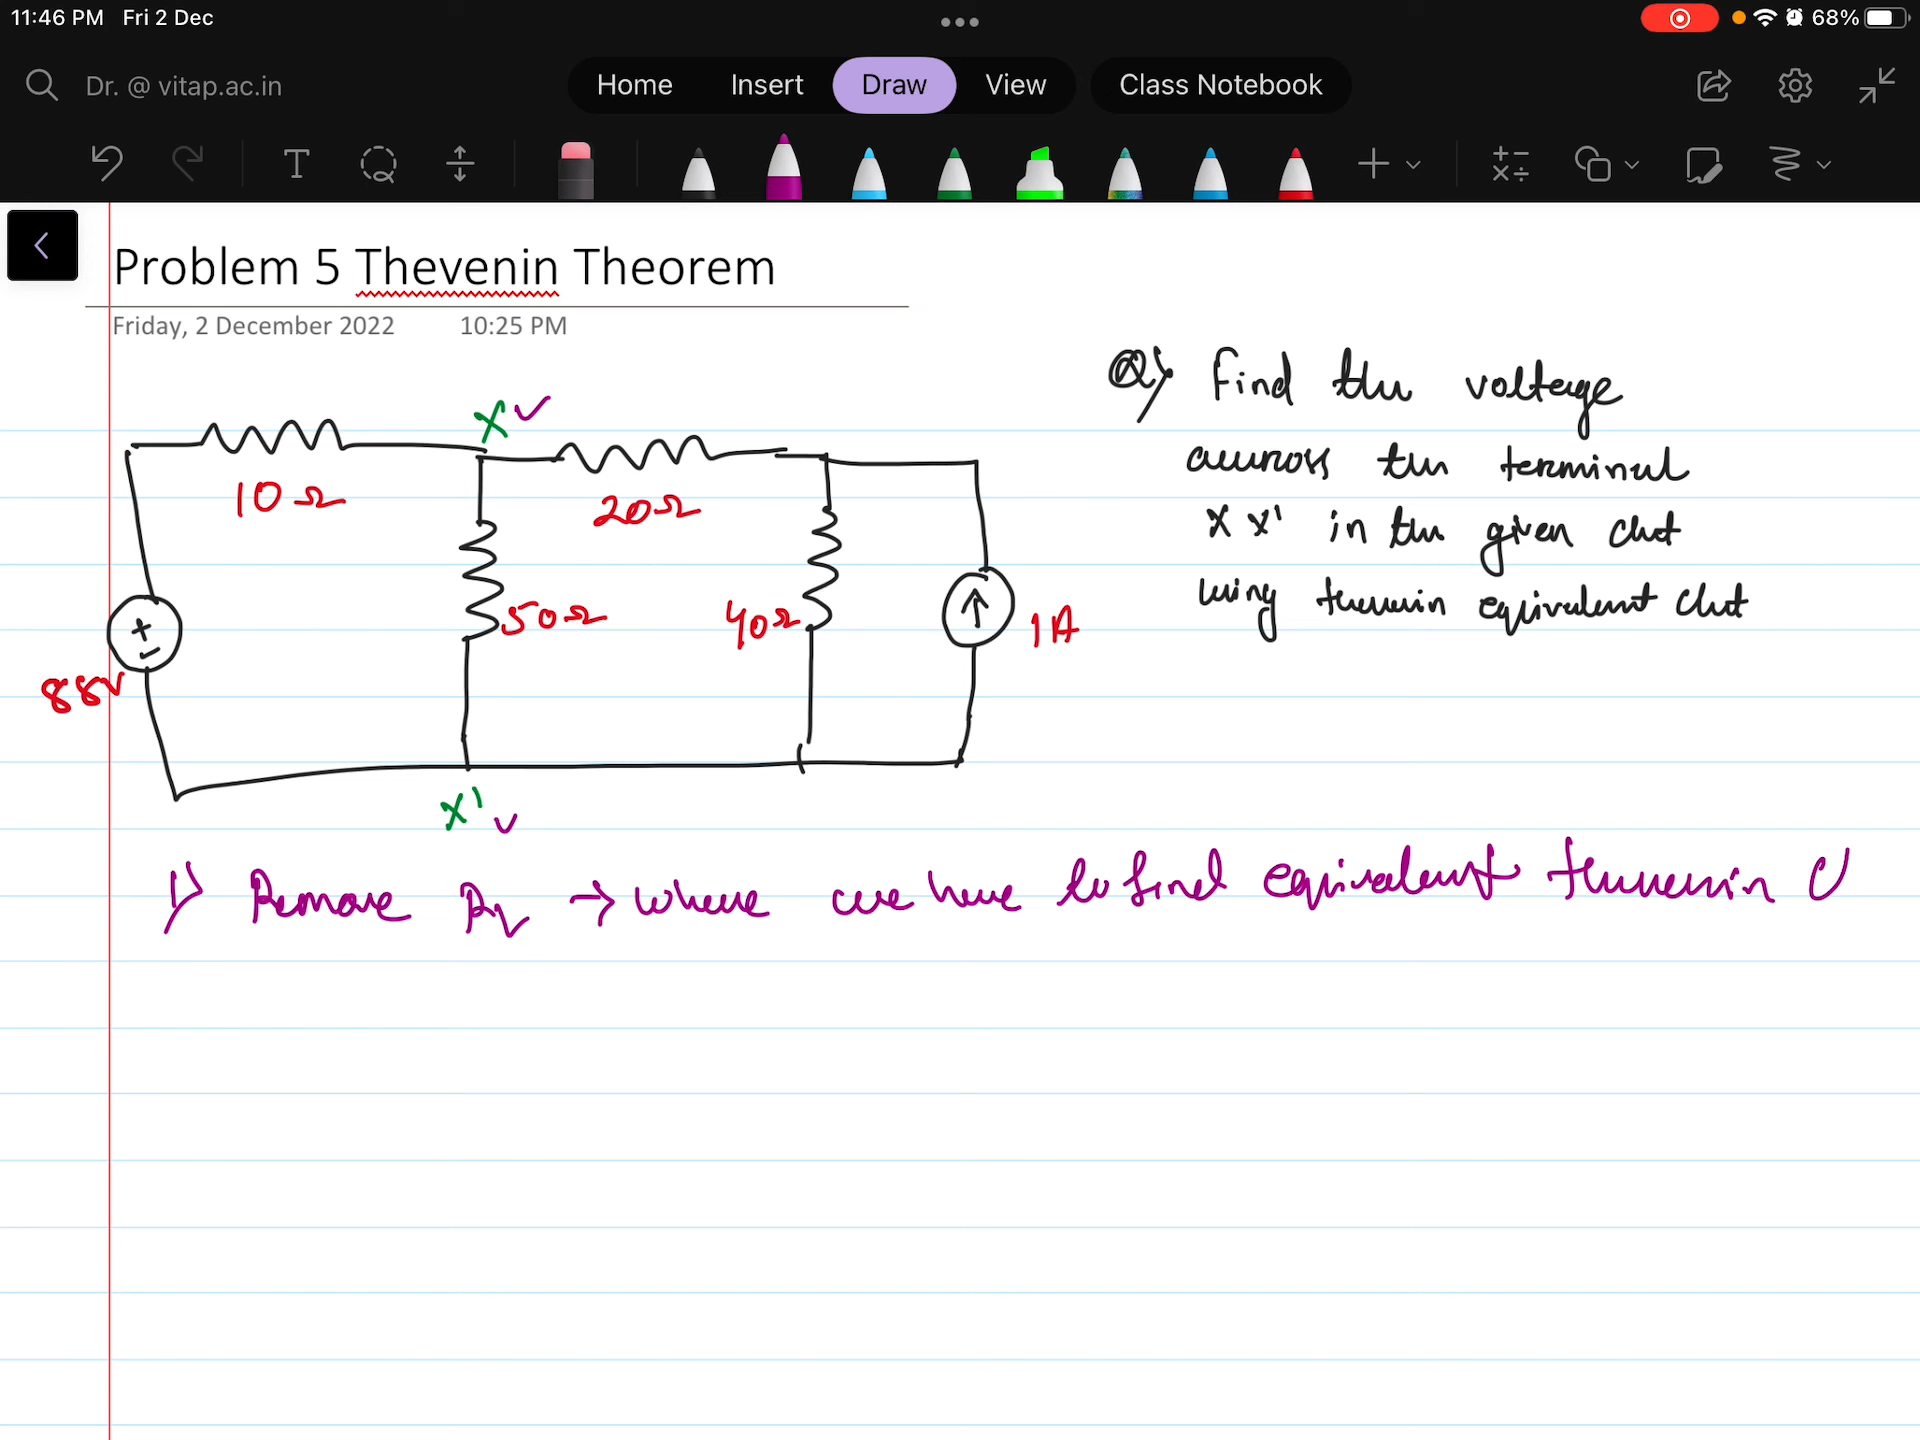 11:46 PM Fri 2 Dec
68%
Dr. @ vitap.ac.in
Home Insert Draw View Class Notebook
Problem 5 Thevenin Theorem
Friday, 2 December 2022 10:25 PM
Q) Find the voltage
across the terminal
X X' in the given ckt
using thevenin equivalent ckt
X
10Ω
20Ω
50Ω
40Ω
1A
88V
X'
1) Remove RL → where we have to find equivalent thevenin C